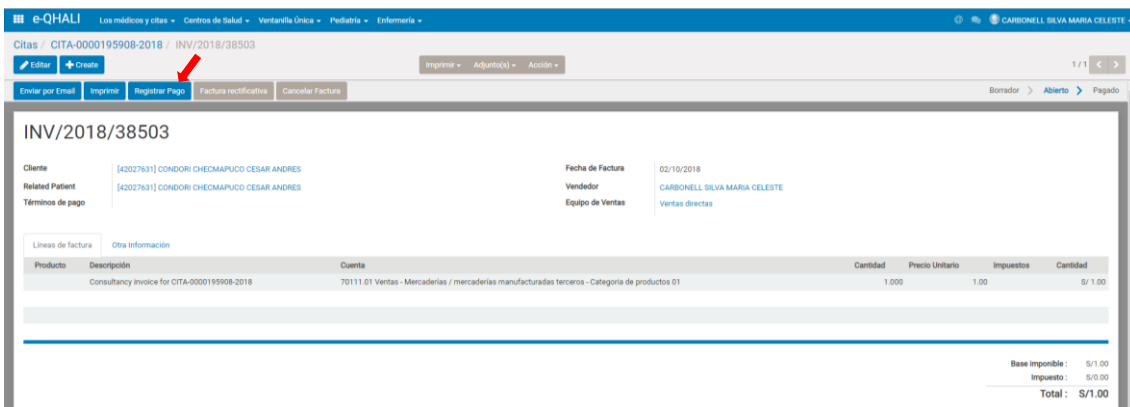 e-QHALI Los médicos y citas Centros de Salud Ventanilla Única Pediatría Enfermería CARBONELL SILVA MARIA CELESTE
Citas / CITA-0000195908-2018 / INV/2018/38503
Editar Create Imprimir Adjunto(s) Acción 1 / 1
Enviar por Email Imprimir Registrar Pago Factura rectificativa Cancelar Factura Borrador Abierto Pagado
INV/2018/38503
Cliente [42027631] CONDORI CHECMAPUCO CESAR ANDRES Fecha de Factura 02/10/2018
Related Patient [42027631] CONDORI CHECMAPUCO CESAR ANDRES Vendedor CARBONELL SILVA MARIA CELESTE
Términos de pago Equipo de Ventas Ventas directas
Líneas de factura Otra Información
Producto Descripción Cuenta Cantidad Precio Unitario Impuestos Cantidad
Consultancy invoice for CITA-0000195908-2018 70111.01 Ventas - Mercaderías / mercaderías manufacturadas terceros - Categoria de productos 01 1.000 1.00 S/ 1.00
Base imponible : S/1.00
Impuesto : S/0.00
Total : S/1.00